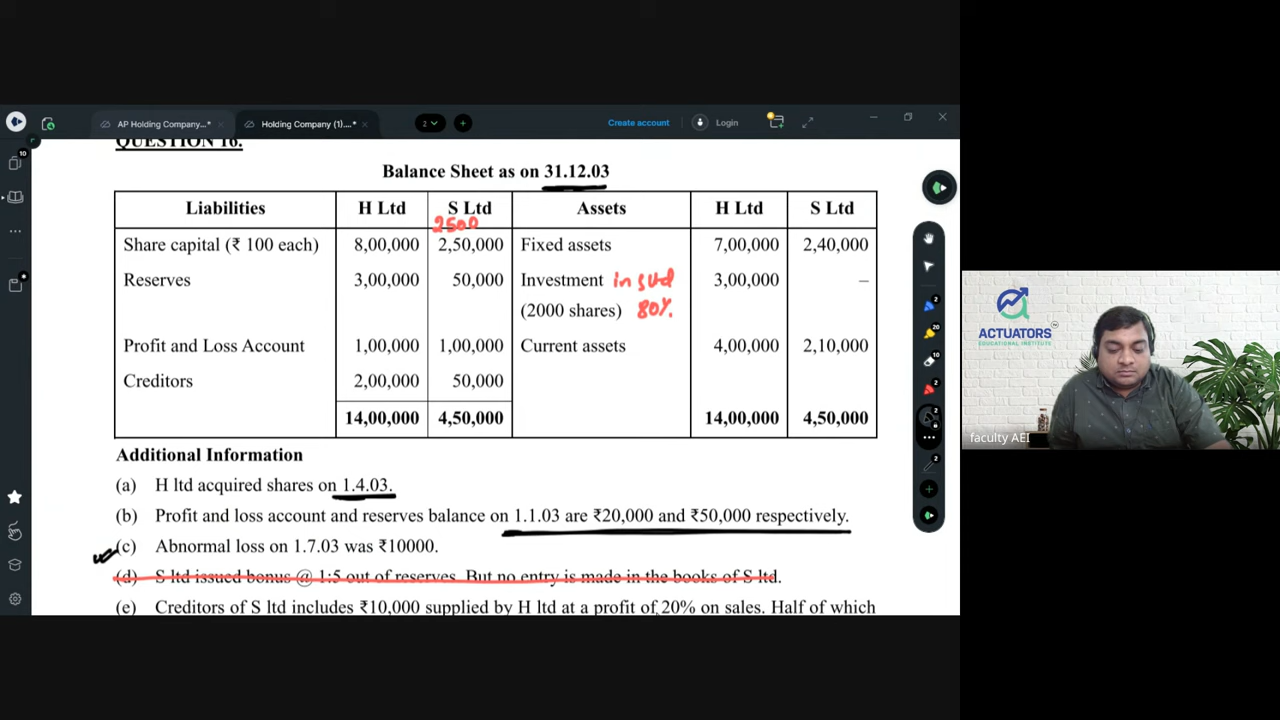 AP Holding Company...* Holding Company (1)....* 2 Create account Login
QUESTION 16.
Balance Sheet as on 31.12.03
Liabilities H Ltd S Ltd Assets H Ltd S Ltd
2500
Share capital (₹ 100 each) 8,00,000 2,50,000 Fixed assets 7,00,000 2,40,000
Reserves 3,00,000 50,000 Investment in sud 3,00,000 –
(2000 shares) 80%.
Profit and Loss Account 1,00,000 1,00,000 Current assets 4,00,000 2,10,000
Creditors 2,00,000 50,000
14,00,000 4,50,000 14,00,000 4,50,000
Additional Information
(a) H ltd acquired shares on 1.4.03.
(b) Profit and loss account and reserves balance on 1.1.03 are ₹20,000 and ₹50,000 respectively.
(c) Abnormal loss on 1.7.03 was ₹10000.
(d) S ltd issued bonus @ 1:5 out of reserves. But no entry is made in the books of S ltd.
(e) Creditors of S ltd includes ₹10,000 supplied by H ltd at a profit of 20% on sales. Half of which
10
2
20
10
2
2
2
ACTUATORS
EDUCATIONAL INSTITUTE
faculty AEI